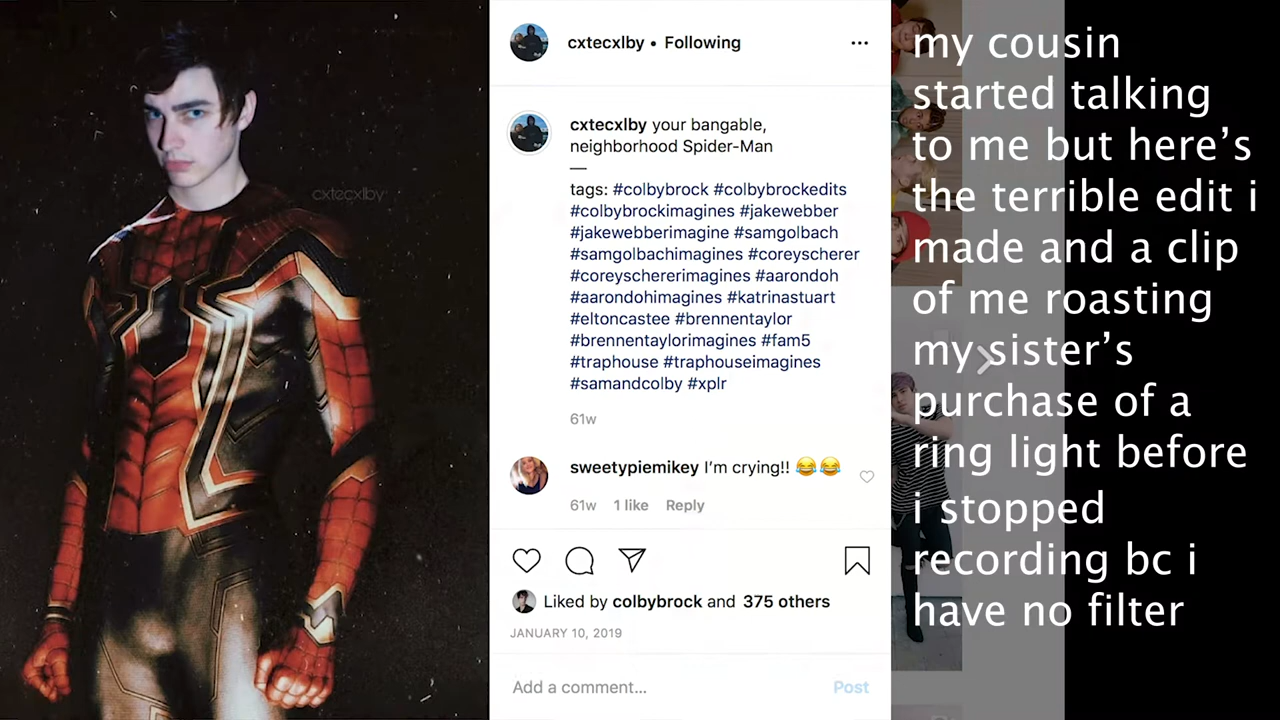 cxtecxlby
cxtecxlby • Following
cxtecxlby your bangable,
neighborhood Spider-Man
—
tags: #colbybrock #colbybrockedits
#colbybrockimagines #jakewebber
#jakewebberimagine #samgolbach
#samgolbachimagines #coreyscherer
#coreyschererimagines #aarondoh
#aarondohimagines #katrinastuart
#eltoncastee #brennentaylor
#brennentaylorimagines #fam5
#traphouse #traphouseimagines
#samandcolby #xplr
61w
sweetypiemikey I’m crying!! 😂😂
61w 1 like Reply
Liked by colbybrock and 375 others
JANUARY 10, 2019
Add a comment... Post
my cousin
started talking
to me but here’s
the terrible edit i
made and a clip
of me roasting
my sister’s
purchase of a
ring light before
i stopped
recording bc i
have no filter